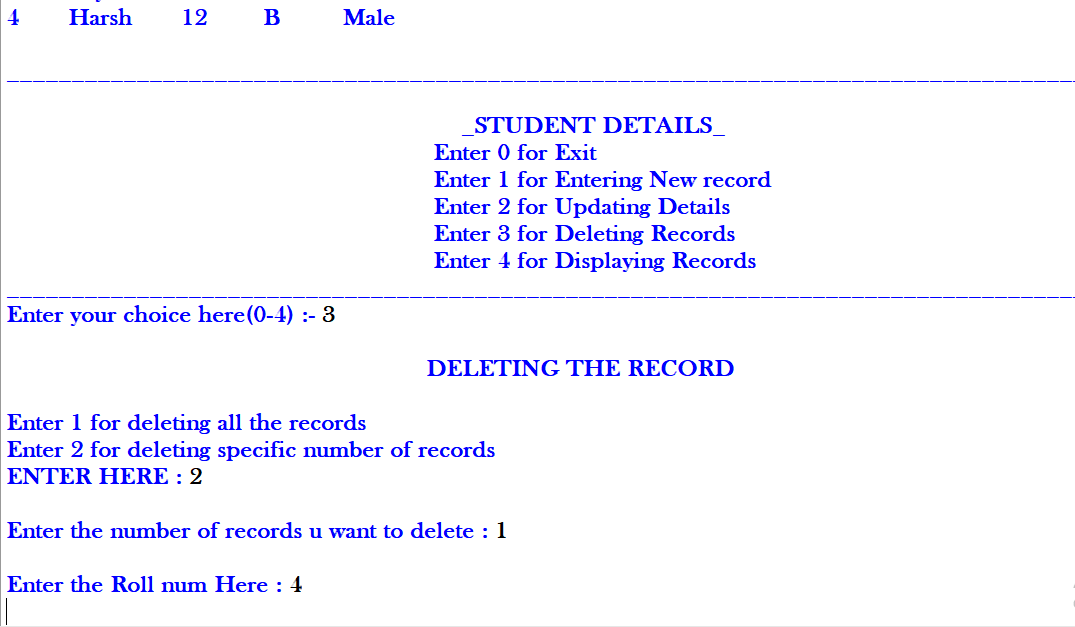 4 Harsh 12 B Male
_STUDENT DETAILS_
Enter 0 for Exit
Enter 1 for Entering New record
Enter 2 for Updating Details
Enter 3 for Deleting Records
Enter 4 for Displaying Records
Enter your choice here(0-4) :- 3
DELETING THE RECORD
Enter 1 for deleting all the records
Enter 2 for deleting specific number of records
ENTER HERE : 2
Enter the number of records u want to delete : 1
Enter the Roll num Here : 4